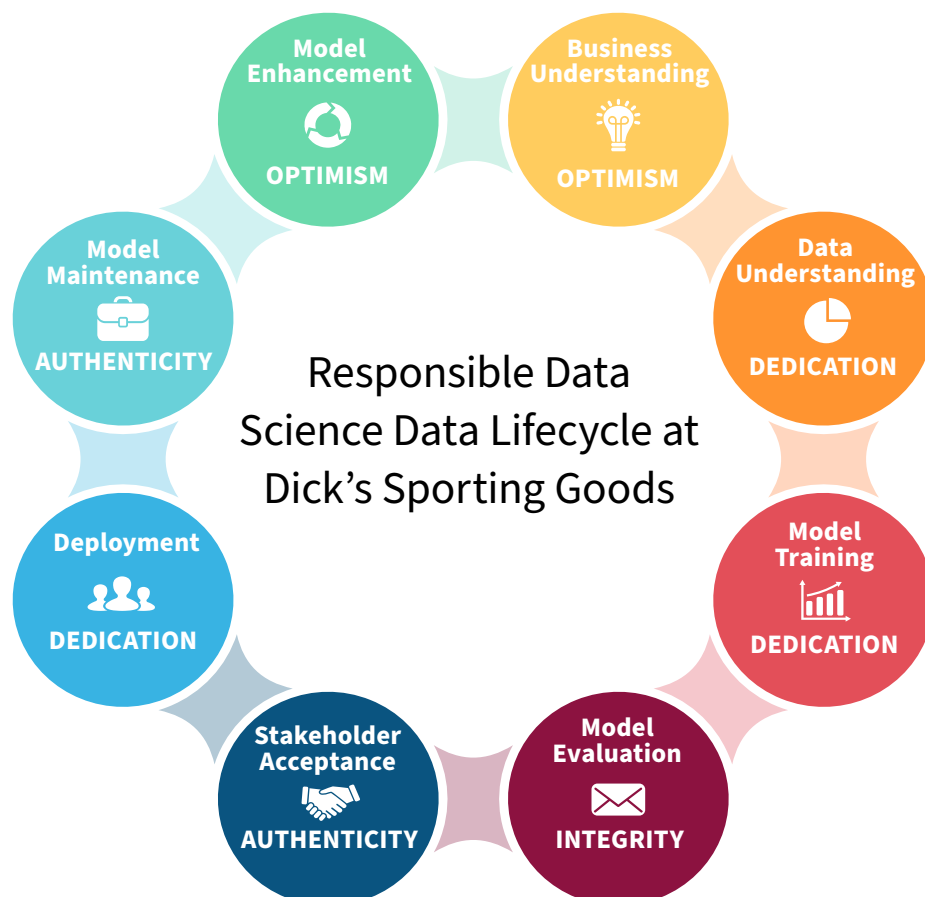 Model
Enhancement
OPTIMISM
Business
Understanding
OPTIMISM
Data
Understanding
DEDICATION
Model
Training
DEDICATION
Model
Evaluation
INTEGRITY
Stakeholder
Acceptance
AUTHENTICITY
Deployment
DEDICATION
Model
Maintenance
AUTHENTICITY
Responsible Data
Science Data Lifecycle at
Dick’s Sporting Goods